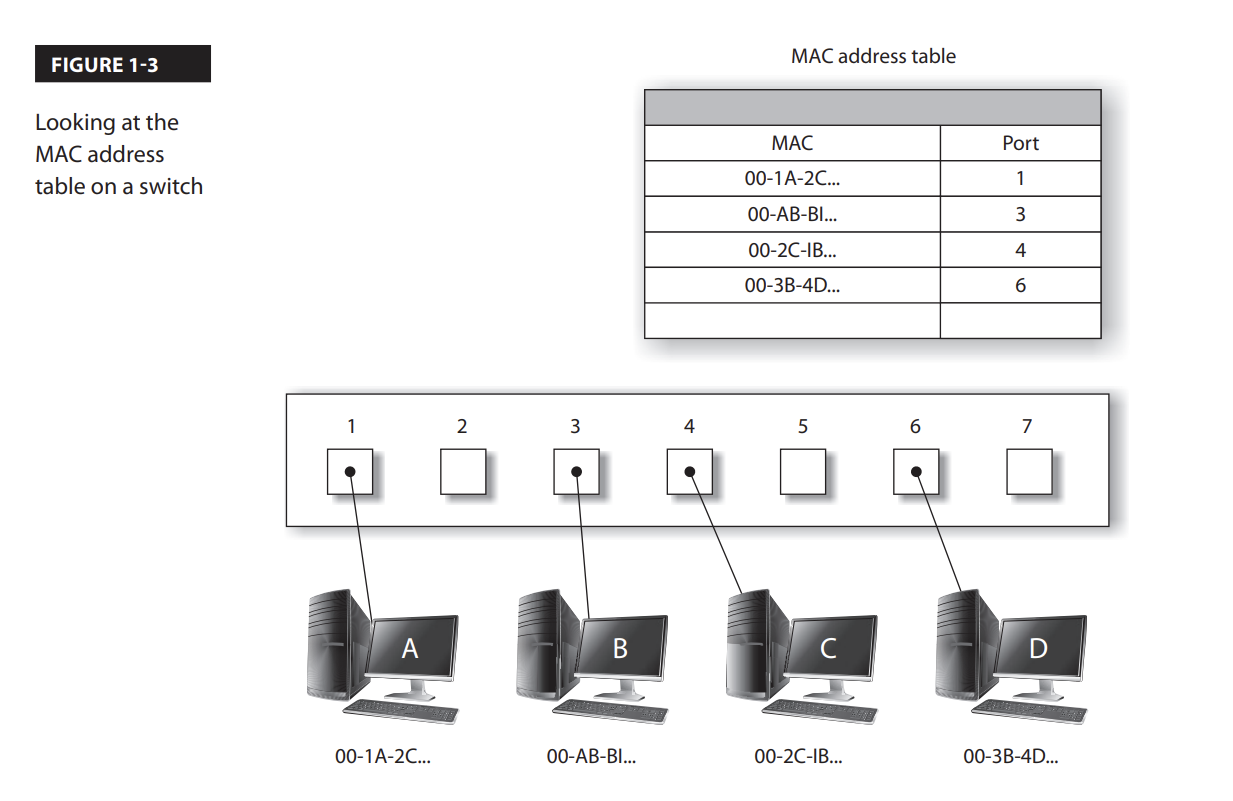 FIGURE 1-3
Looking at the
MAC address
table on a switch
MAC address table
MAC Port
00-1A-2C... 1
00-AB-BI... 3
00-2C-IB... 4
00-3B-4D... 6
1 2 3 4 5 6 7
A B C D
00-1A-2C... 00-AB-BI... 00-2C-IB... 00-3B-4D...